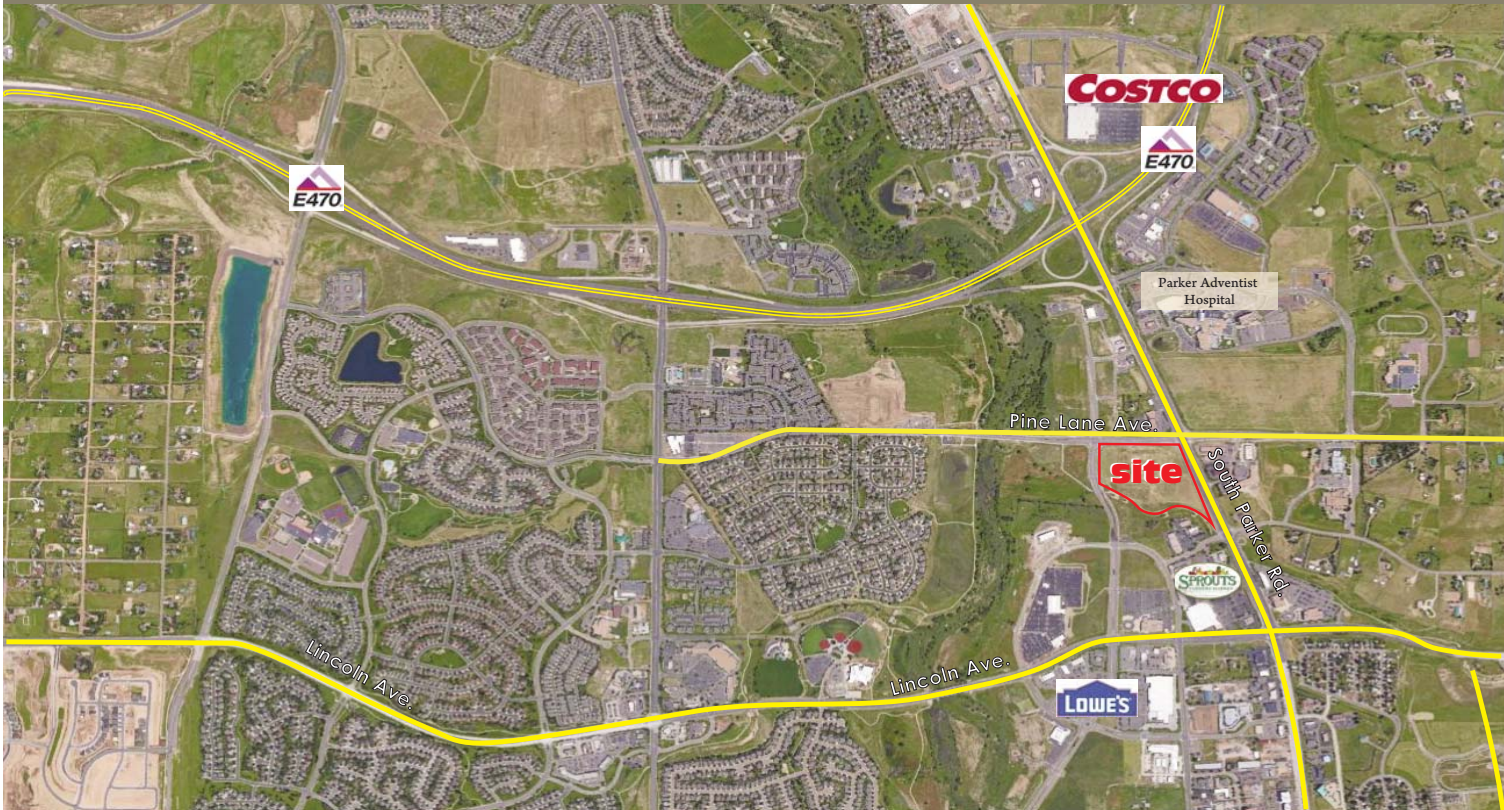 COSTCO
E470
E470
Parker Adventist
Hospital
Pine Lane Ave.
site
South Parker Rd.
SPROUTS
Lincoln Ave.
Lincoln Ave.
LOWE'S